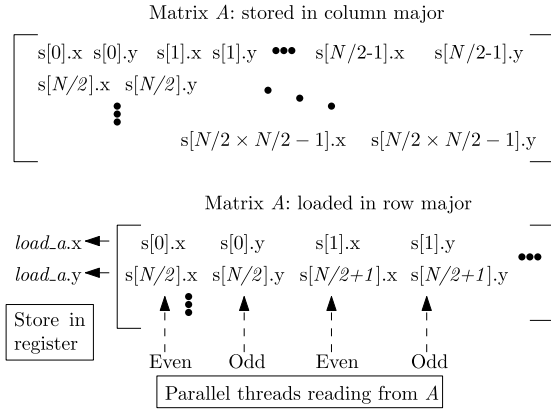 Matrix A: stored in column major
s[0].x s[0].y s[1].x s[1].y s[N/2-1].x s[N/2-1].y
s[N/2].x s[N/2].y
s[N/2 × N/2 − 1].x s[N/2 × N/2 − 1].y
Matrix A: loaded in row major
load_a.x s[0].x s[0].y s[1].x s[1].y
load_a.y s[N/2].x s[N/2].y s[N/2+1].x s[N/2+1].y
Store in
register
Even Odd Even Odd
Parallel threads reading from A